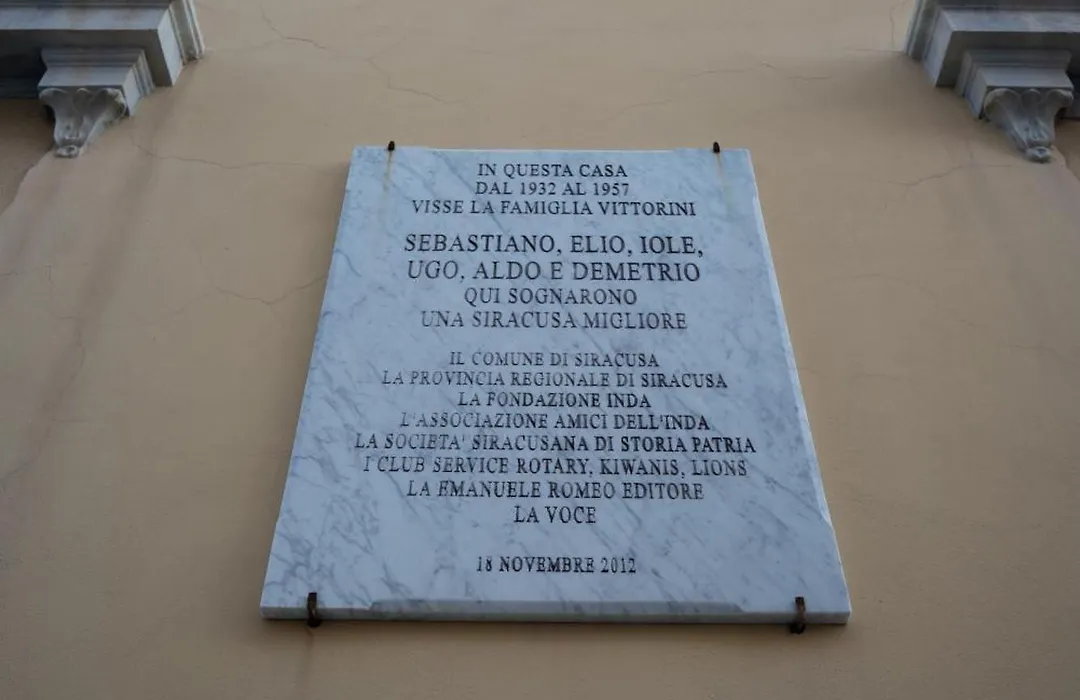 IN QUESTA CASA
DAL 1932 AL 1957
VISSE LA FAMIGLIA VITTORINI
SEBASTIANO, ELIO, IOLE,
UGO, ALDO E DEMETRIO
QUI SOGNARONO
UNA SIRACUSA MIGLIORE
IL COMUNE DI SIRACUSA
LA PROVINCIA REGIONALE DI SIRACUSA
LA FONDAZIONE INDA
L'ASSOCIAZIONE AMICI DELL'INDA
LA SOCIETA' SIRACUSANA DI STORIA PATRIA
I CLUB SERVICE ROTARY, KIWANIS, LIONS
LA EMANUELE ROMEO EDITORE
LA VOCE
18 NOVEMBRE 2012